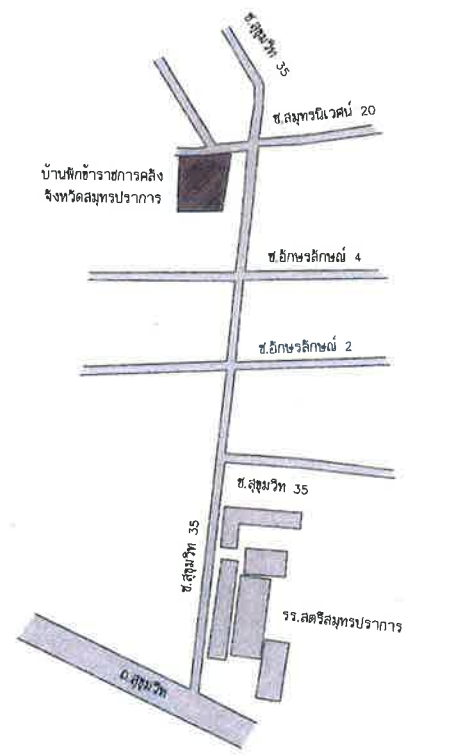 ซ.สุขุมวิท 35
ซ.สมุทรนิเวศน์ 20
บ้านพักข้าราชการคลัง
จังหวัดสมุทรปราการ
ซ.อักษรลักษณ์ 4
ซ.อักษรลักษณ์ 2
ซ.สุขุมวิท 35
ซ.สุขุมวิท 35
รร.สตรีสมุทรปราการ
ถ.สุขุมวิท